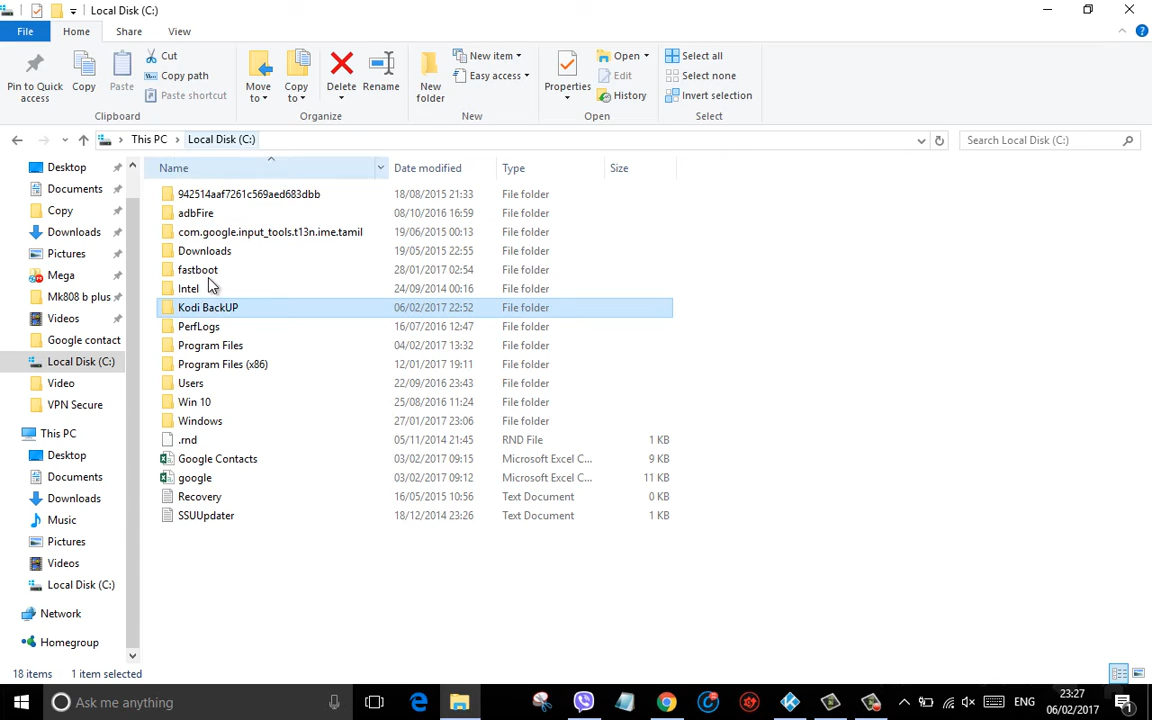 Local Disk (C:)
File Home Share View
Pin to Quick access
Copy
Paste
Cut
Copy path
Paste shortcut
Clipboard
Move to
Copy to
Delete
Rename
Organize
New folder
New item
Easy access
New
Properties
Open
Edit
History
Open
Select all
Select none
Invert selection
Select
This PC Local Disk (C:)
Search Local Disk (C:)
Desktop
Documents
Copy
Downloads
Pictures
Mega
Mk808 b plus
Videos
Google contact
Local Disk (C:)
Video
VPN Secure
This PC
Desktop
Documents
Downloads
Music
Pictures
Videos
Local Disk (C:)
Network
Homegroup
Name Date modified Type Size
942514aaf7261c569aed683dbb 18/08/2015 21:33 File folder
adbFire 08/10/2016 16:59 File folder
com.google.input_tools.t13n.ime.tamil 19/06/2015 00:13 File folder
Downloads 19/05/2015 22:55 File folder
fastboot 28/01/2017 02:54 File folder
Intel 24/09/2014 00:16 File folder
Kodi BackUP 06/02/2017 22:52 File folder
PerfLogs 16/07/2016 12:47 File folder
Program Files 04/02/2017 13:32 File folder
Program Files (x86) 12/01/2017 19:11 File folder
Users 22/09/2016 23:43 File folder
Win 10 25/08/2016 11:24 File folder
Windows 27/01/2017 23:06 File folder
.rnd 05/11/2014 21:45 RND File 1 KB
Google Contacts 03/02/2017 09:15 Microsoft Excel C... 9 KB
google 03/02/2017 09:12 Microsoft Excel C... 11 KB
Recovery 16/05/2015 10:56 Text Document 0 KB
SSUUpdater 18/12/2014 23:26 Text Document 1 KB
18 items 1 item selected
Ask me anything
ENG
23:27
06/02/2017
1